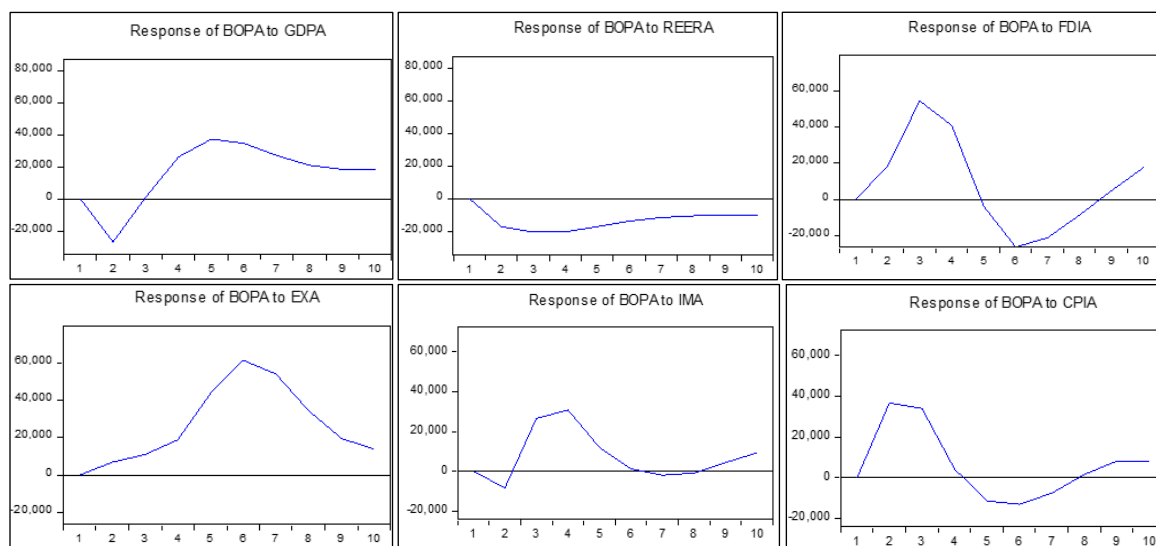 Response of BOPA to GDPA
80,000
60,000
40,000
20,000
0
-20,000
1 2 3 4 5 6 7 8 9 10
Response of BOPA to REERA
80,000
60,000
40,000
20,000
0
-20,000
1 2 3 4 5 6 7 8 9 10
Response of BOPA to FDIA
60,000
40,000
20,000
0
-20,000
1 2 3 4 5 6 7 8 9 10
Response of BOPA to EXA
60,000
40,000
20,000
0
-20,000
1 2 3 4 5 6 7 8 9 10
Response of BOPA to IMA
60,000
40,000
20,000
0
-20,000
1 2 3 4 5 6 7 8 9 10
Response of BOPA to CPIA
60,000
40,000
20,000
0
-20,000
1 2 3 4 5 6 7 8 9 10